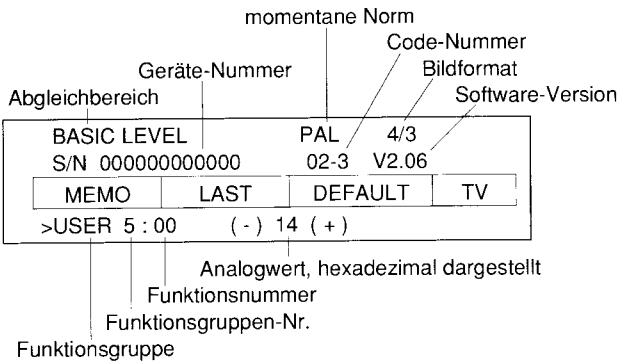 momentane Norm
Code-Nummer
Geräte-Nummer
Bildformat
Abgleichbereich
Software-Version
BASIC LEVEL PAL 4/3
S/N 000000000000 02-3 V2.06
MEMO LAST DEFAULT TV
>USER 5 : 00 ( - ) 14 ( + )
Analogwert, hexadezimal dargestellt
Funktionsnummer
Funktionsgruppen-Nr.
Funktionsgruppe